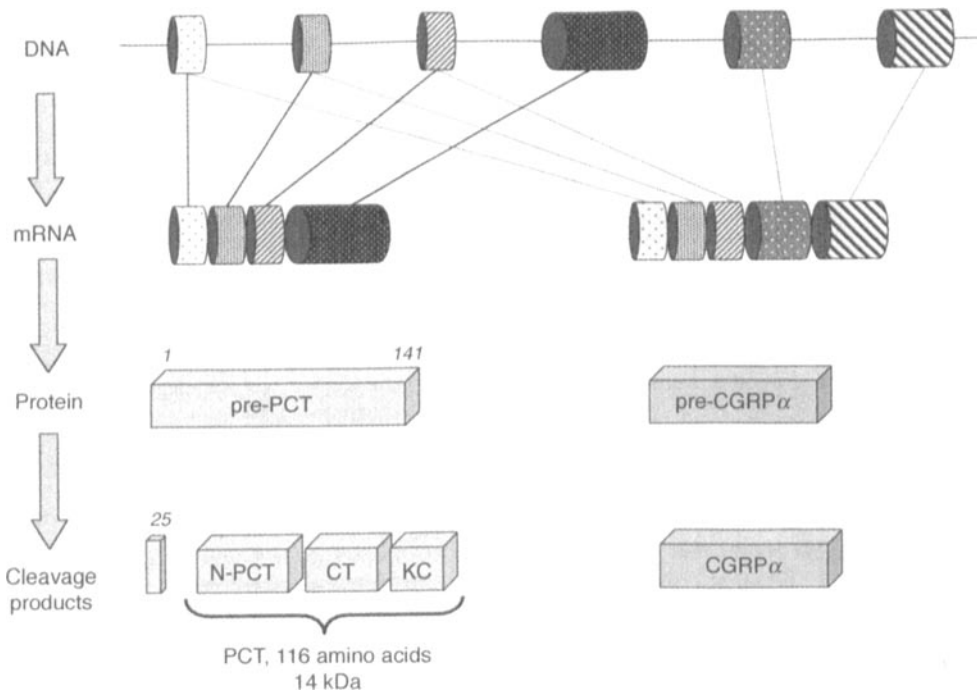 DNA
mRNA
1
141
Protein
pre-PCT
pre-CGRPα
25
Cleavage
products
N-PCT
CT
KC
CGRPα
PCT, 116 amino acids
14 kDa